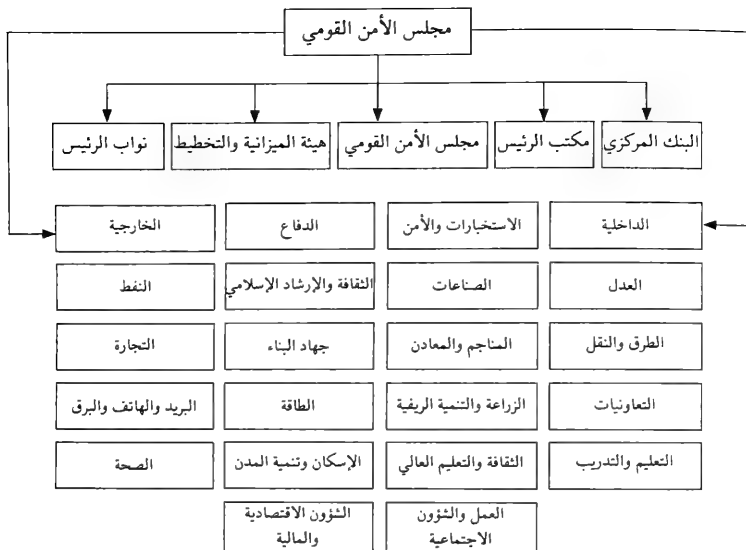 مجلس الأمن القومي
البنك المركزي
مكتب الرئيس
مجلس الأمن القومي
هيئة الميزانية والتخطيط
نواب الرئيس
الداخلية
الاستخبارات والأمن
الدفاع
الخارجية
العدل
الصناعات
الثقافة والإرشاد الإسلامي
النفط
الطرق والنقل
المناجم والمعادن
جهاد البناء
التجارة
التعاونيات
الزراعة والتنمية الريفية
الطاقة
البريد والهاتف والبرق
التعليم والتدريب
الثقافة والتعليم العالي
الإسكان وتنمية المدن
الصحة
العمل والشؤون
الاجتماعية
الشؤون الاقتصادية
والمالية